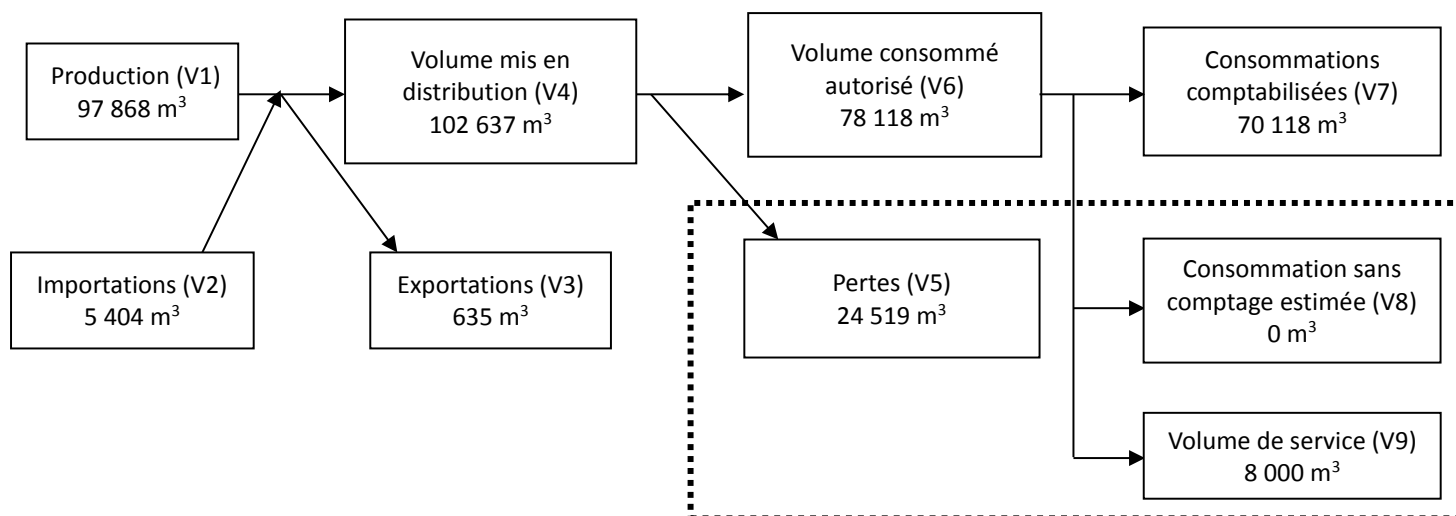 Production (V1)
97 868 m³
Volume mis en
distribution (V4)
102 637 m³
Volume consommé
autorisé (V6)
78 118 m³
Consommations
comptabilisées (V7)
70 118 m³
Importations (V2)
5 404 m³
Exportations (V3)
635 m³
Pertes (V5)
24 519 m³
Consommation sans
comptage estimée (V8)
0 m³
Volume de service (V9)
8 000 m³